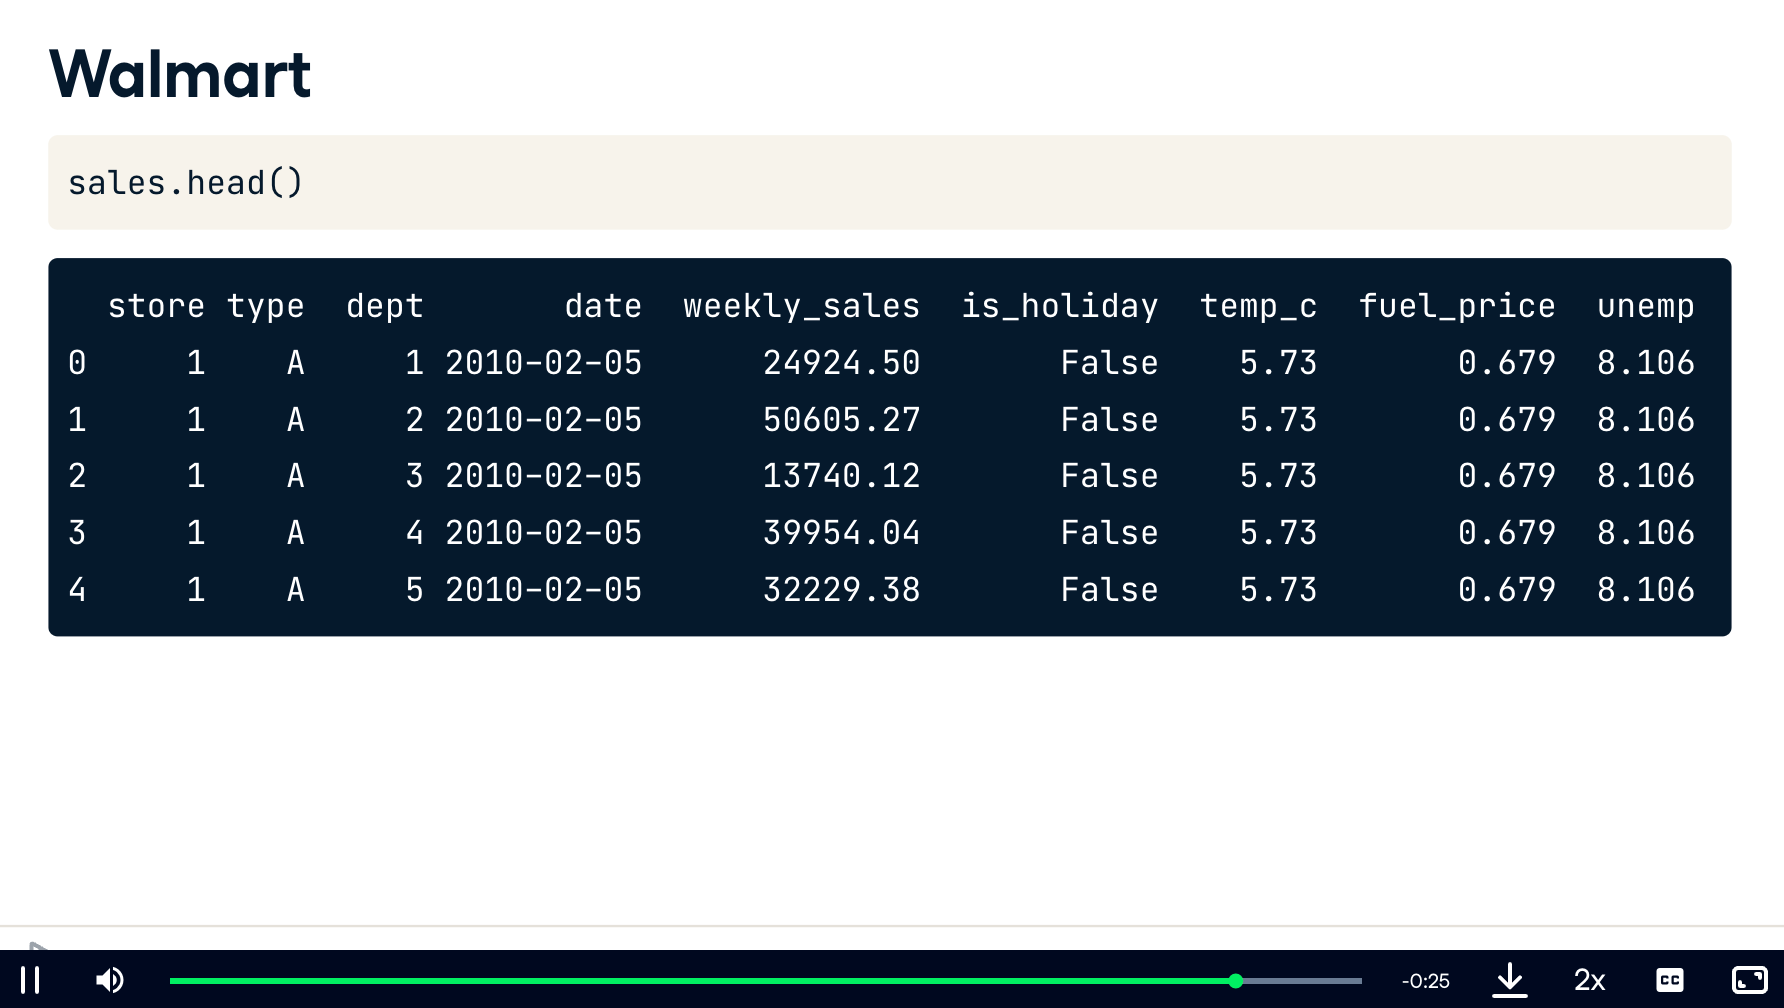 Walmart
sales.head()
store type dept date weekly_sales is_holiday temp_c fuel_price unemp
0 1 A 1 2010-02-05 24924.50 False 5.73 0.679 8.106
1 1 A 2 2010-02-05 50605.27 False 5.73 0.679 8.106
2 1 A 3 2010-02-05 13740.12 False 5.73 0.679 8.106
3 1 A 4 2010-02-05 39954.04 False 5.73 0.679 8.106
4 1 A 5 2010-02-05 32229.38 False 5.73 0.679 8.106
-0:25 2x CC